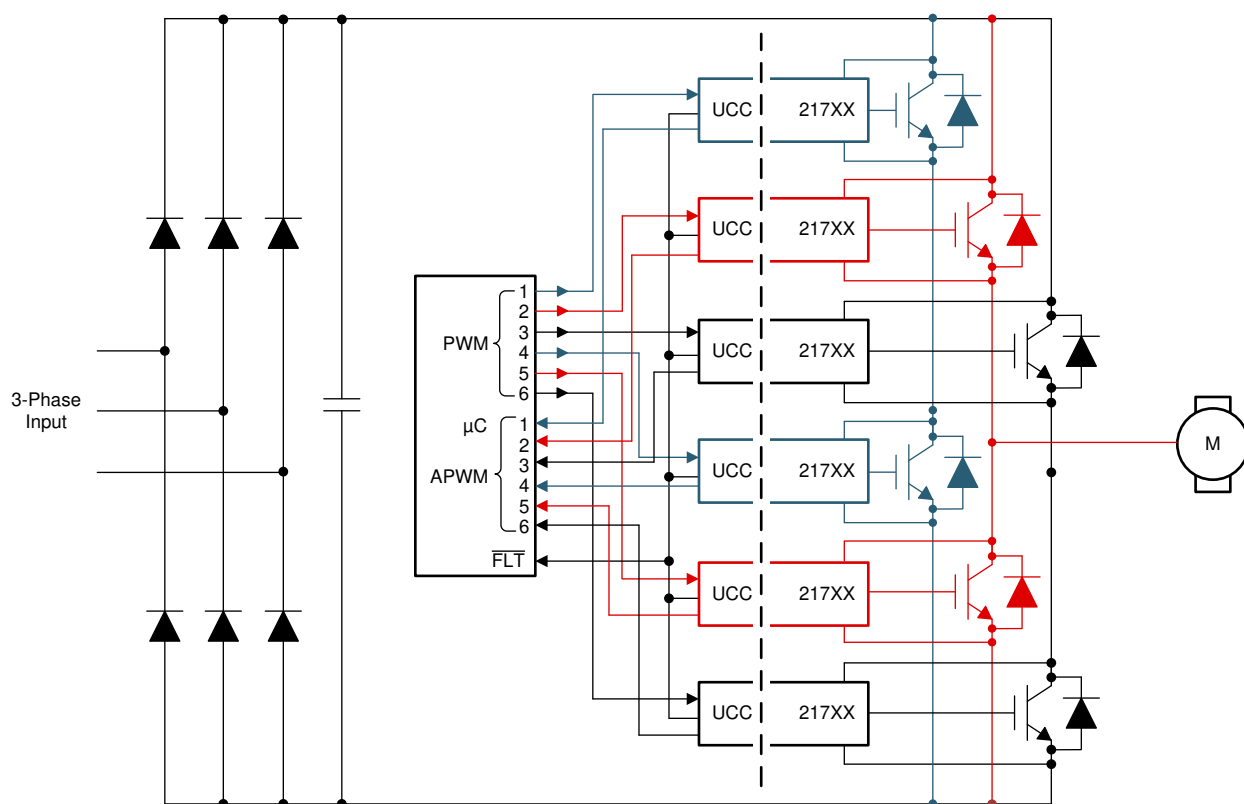 3-Phase
Input
PWM
1
2
3
4
5
6
µC
APWM
1
2
3
4
5
6
FLT
UCC 217XX
UCC 217XX
UCC 217XX
UCC 217XX
UCC 217XX
UCC 217XX
M